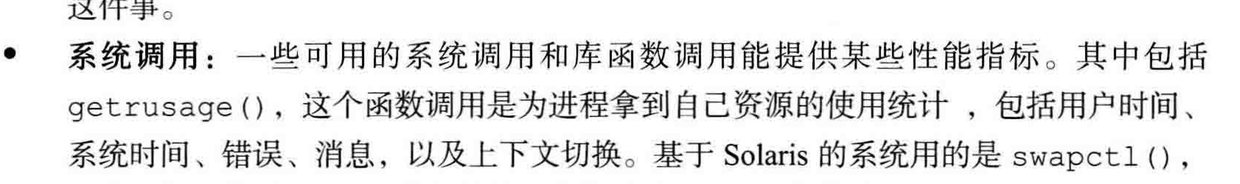 这件事。
• 系统调用：一些可用的系统调用和库函数调用能提供某些性能指标。其中包括
getrusage()，这个函数调用是为进程拿到自己资源的使用统计 ，包括用户时间、
系统时间、错误、消息，以及上下文切换。基于 Solaris 的系统用的是 swapctl()，